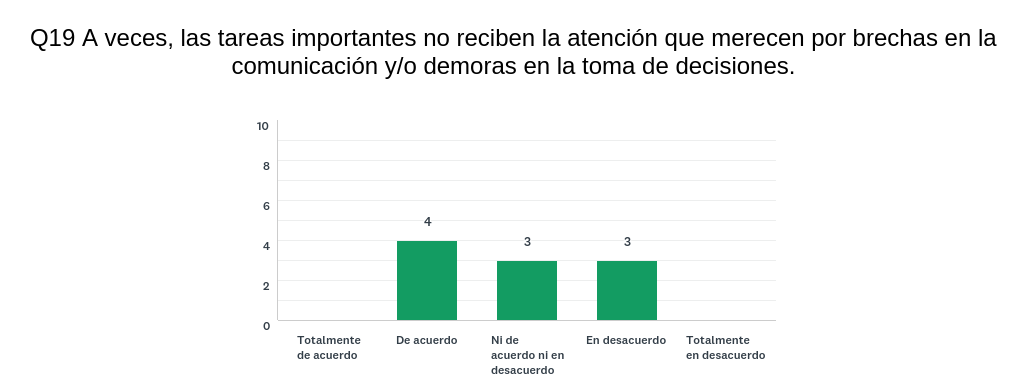 Q19 A veces, las tareas importantes no reciben la atención que merecen por brechas en la
comunicación y/o demoras en la toma de decisiones.
10
8
6
4
2
0
4
3
3
Totalmente
de acuerdo
De acuerdo
Ni de
acuerdo ni en
desacuerdo
En desacuerdo
Totalmente
en desacuerdo